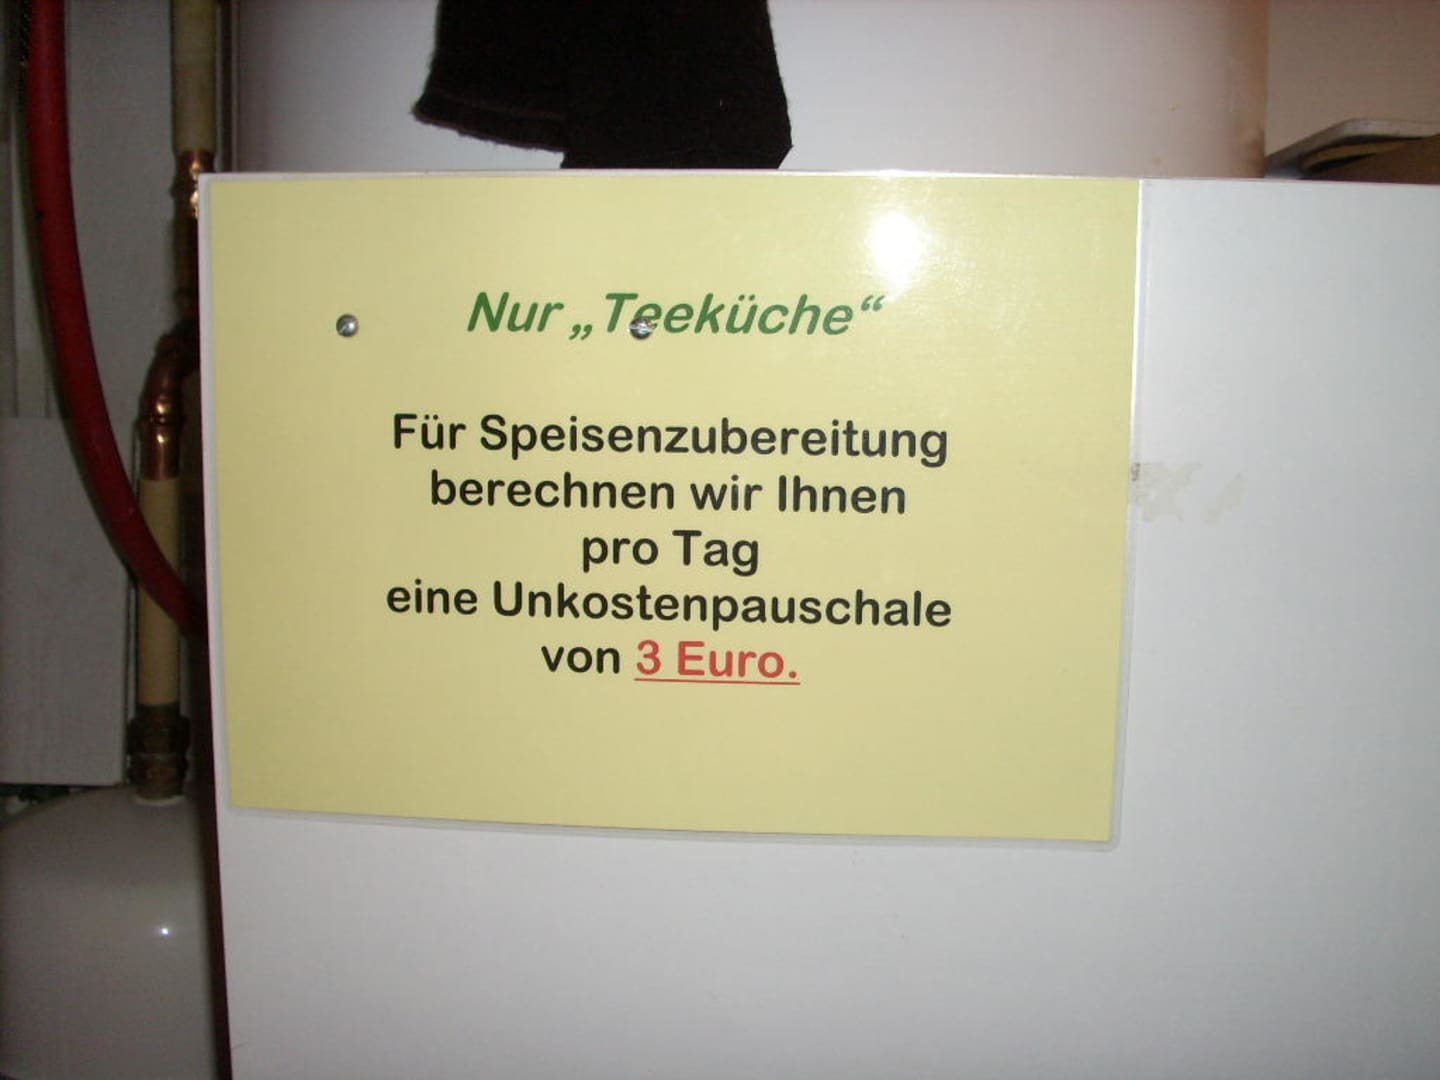 Nur „Teeküche“
Für Speisenzubereitung
berechnen wir Ihnen
pro Tag
eine Unkostenpauschale
von 3 Euro.